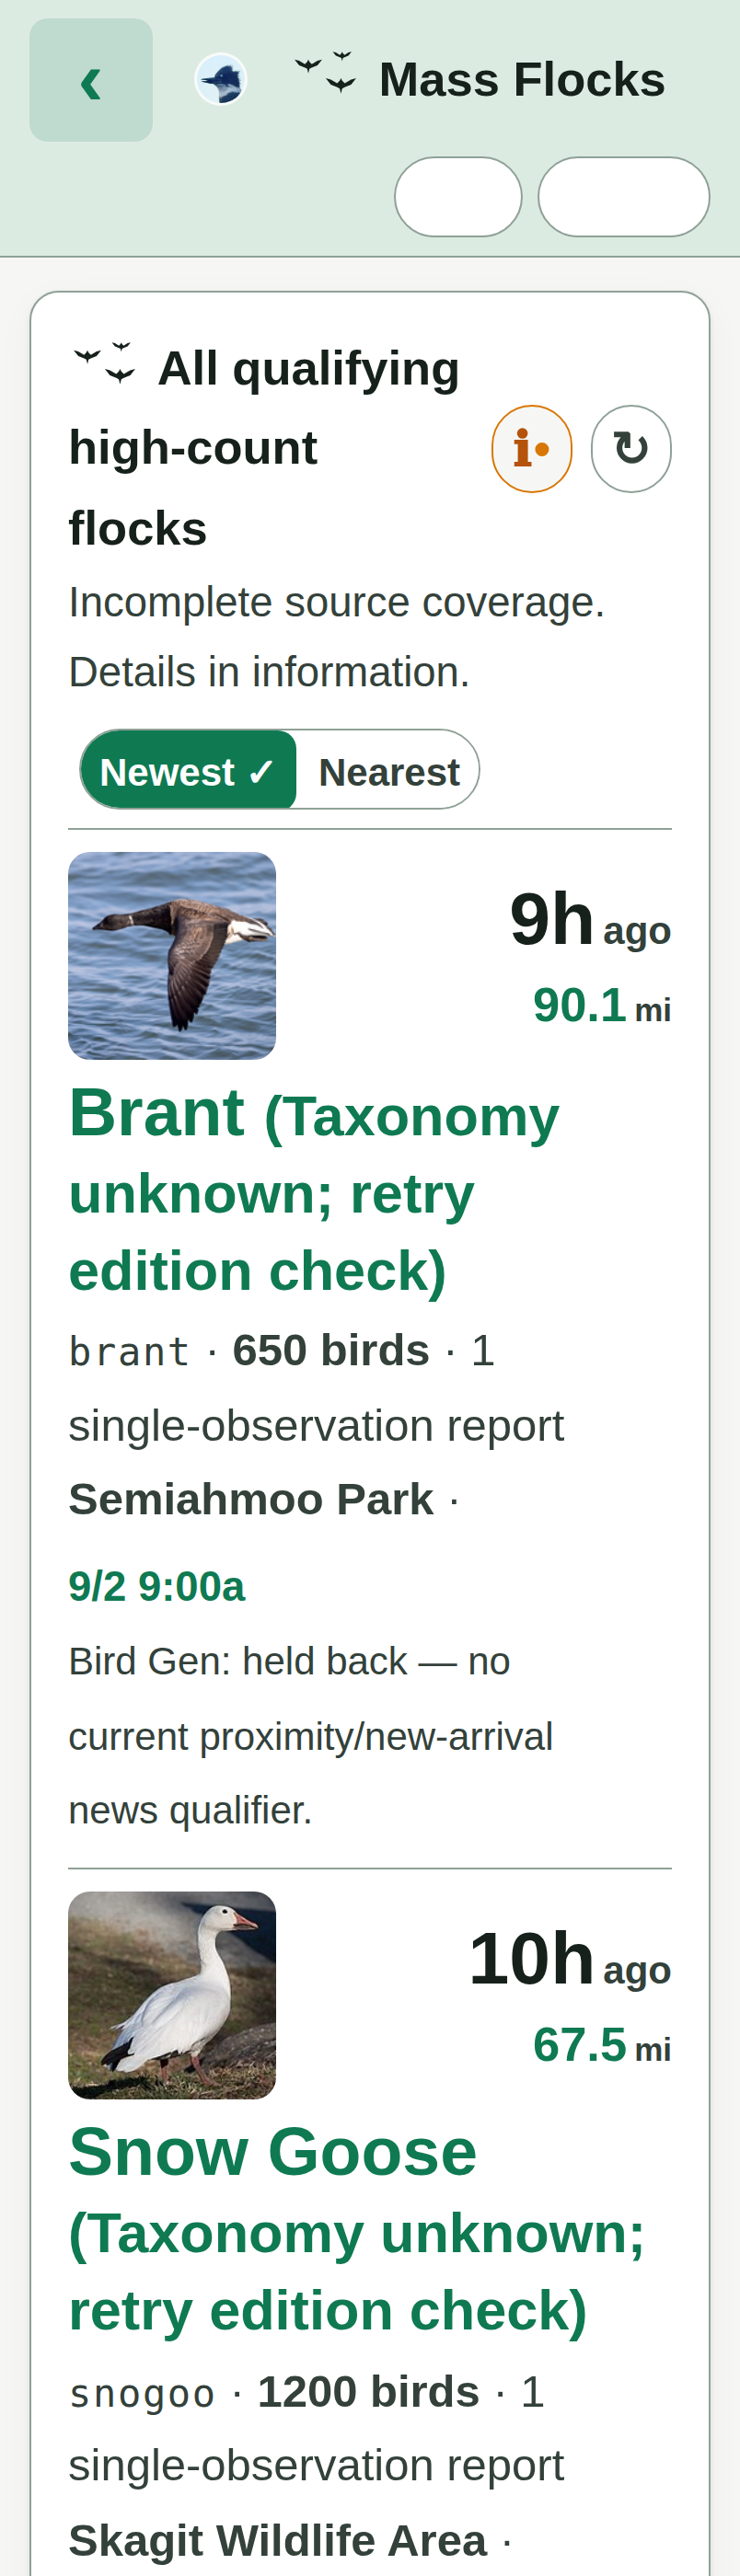 ‹ Mass Flocks
All qualifying
high-count
flocks
i• ↻
Incomplete source coverage.
Details in information.
Newest ✓ Nearest
9h ago
90.1 mi
Brant (Taxonomy
unknown; retry
edition check)
brant · 650 birds · 1
single-observation report
Semiahmoo Park ·
9/2 9:00a
Bird Gen: held back — no
current proximity/new-arrival
news qualifier.
10h ago
67.5 mi
Snow Goose
(Taxonomy unknown;
retry edition check)
snogoo · 1200 birds · 1
single-observation report
Skagit Wildlife Area ·